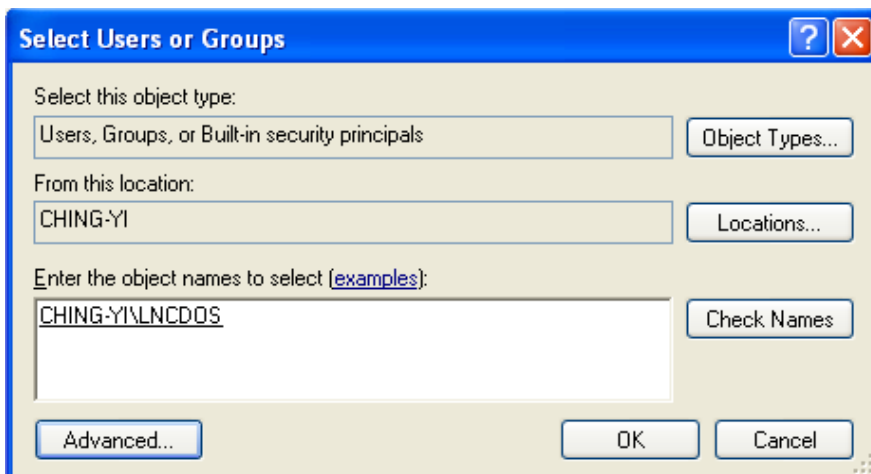 Select Users or Groups
Select this object type:
Users, Groups, or Built-in security principals
Object Types...
From this location:
CHING-YI
Locations...
Enter the object names to select (examples):
CHING-YI\LNCDOS
Check Names
Advanced...
OK
Cancel